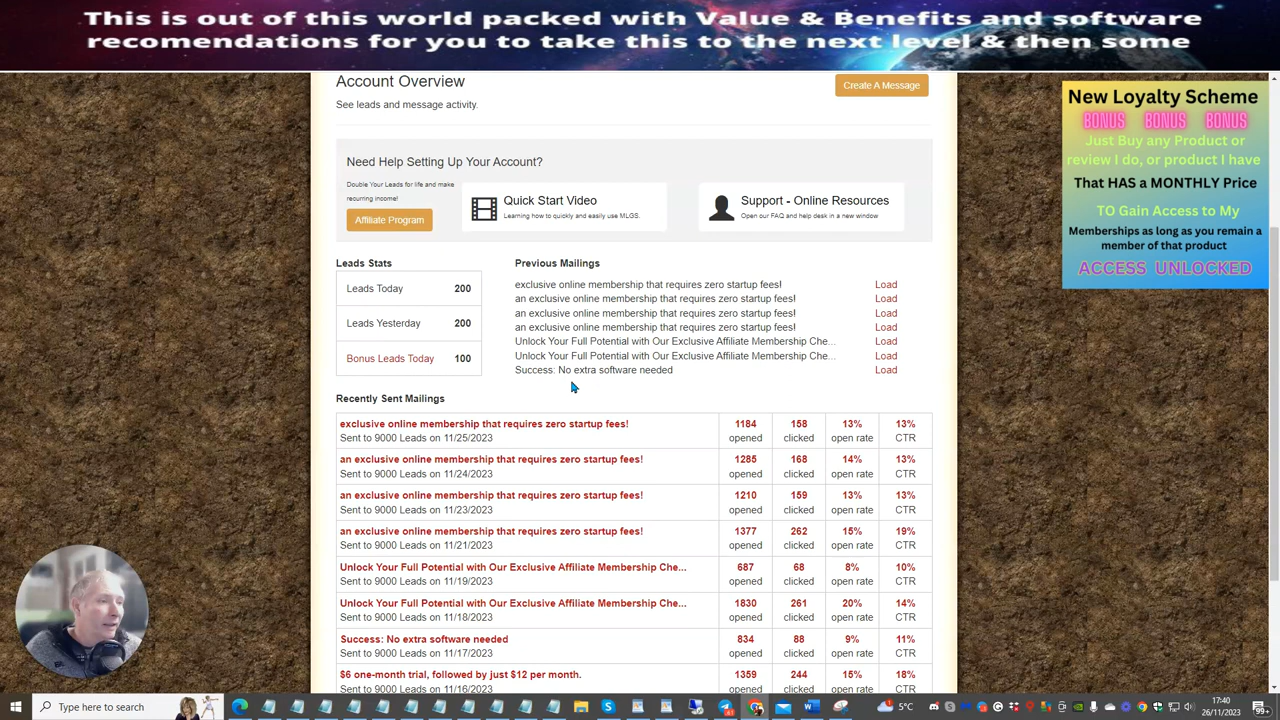 This is out of this world packed with Value & Benefits and software
recomendations for you to take this to the next level & then some
Account Overview
Create A Message
See leads and message activity.
Need Help Setting Up Your Account?
Double Your Leads for life and make
recurring income!
Affiliate Program
Quick Start Video
Learning how to quickly and easily use MLGS.
Support - Online Resources
Open our FAQ and help desk in a new window
Leads Stats
Leads Today 200
Leads Yesterday 200
Bonus Leads Today 100
Previous Mailings
exclusive online membership that requires zero startup fees! Load
an exclusive online membership that requires zero startup fees! Load
an exclusive online membership that requires zero startup fees! Load
an exclusive online membership that requires zero startup fees! Load
Unlock Your Full Potential with Our Exclusive Affiliate Membership Che... Load
Unlock Your Full Potential with Our Exclusive Affiliate Membership Che... Load
Success: No extra software needed Load
Recently Sent Mailings
exclusive online membership that requires zero startup fees! 1184 158 13% 13%
Sent to 9000 Leads on 11/25/2023 opened clicked open rate CTR
an exclusive online membership that requires zero startup fees! 1285 168 14% 13%
Sent to 9000 Leads on 11/24/2023 opened clicked open rate CTR
an exclusive online membership that requires zero startup fees! 1210 159 13% 13%
Sent to 9000 Leads on 11/23/2023 opened clicked open rate CTR
an exclusive online membership that requires zero startup fees! 1377 262 15% 19%
Sent to 9000 Leads on 11/21/2023 opened clicked open rate CTR
Unlock Your Full Potential with Our Exclusive Affiliate Membership Che... 687 68 8% 10%
Sent to 9000 Leads on 11/19/2023 opened clicked open rate CTR
Unlock Your Full Potential with Our Exclusive Affiliate Membership Che... 1830 261 20% 14%
Sent to 9000 Leads on 11/18/2023 opened clicked open rate CTR
Success: No extra software needed 834 88 9% 11%
Sent to 9000 Leads on 11/17/2023 opened clicked open rate CTR
$6 one-month trial, followed by just $12 per month. 1359 244 15% 18%
Sent to 9000 Leads on 11/16/2023 opened clicked open rate CTR
New Loyalty Scheme
BONUS BONUS BONUS
Just Buy any Product or
review I do, or product I have
That HAS a MONTHLY Price
TO Gain Access to My
Memberships as long as you remain a
member of that product
ACCESS UNLOCKED
Type here to search
5°C
17:40
26/11/2023
99+